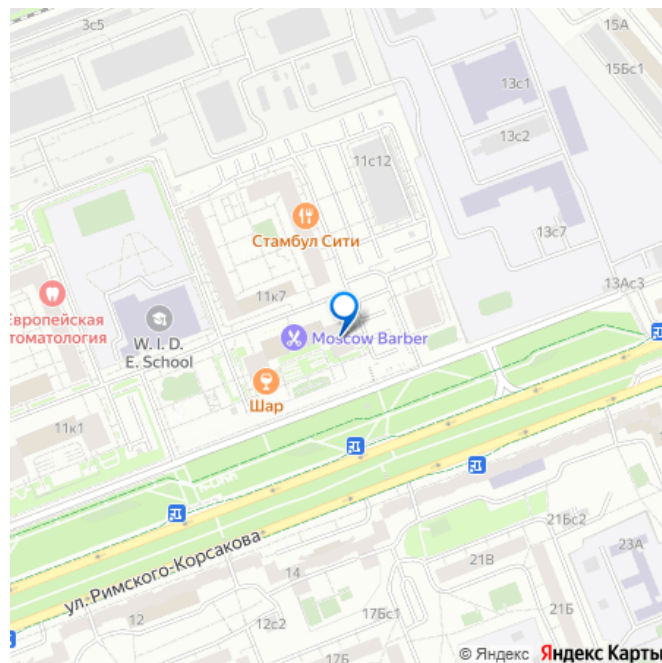 3с5
15А
15Бс1
13с1
13с2
11с12
Стамбул Сити
13с7
13Ас3
11к7
Европейская
стоматология
W. I. D.
E. School
Moscow Barber
Шар
11к1
ул. Римского-Корсакова
21Бс2
23А
14
21В
12
17Бс1
21Б
12с2
17Б
© Яндекс Яндекс Карты